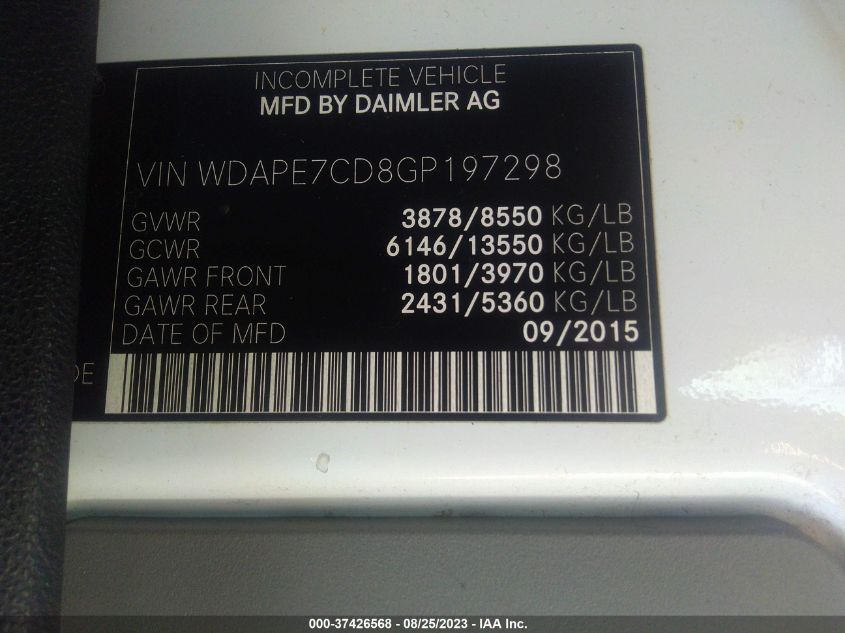 INCOMPLETE VEHICLE
MFD BY DAIMLER AG
VIN WDAPE7CD8GP197298
GVWR 3878/8550 KG/LB
GCWR 6146/13550 KG/LB
GAWR FRONT 1801/3970 KG/LB
GAWR REAR 2431/5360 KG/LB
DATE OF MFD 09/2015
DE
000-37426568 - 08/25/2023 - IAA Inc.